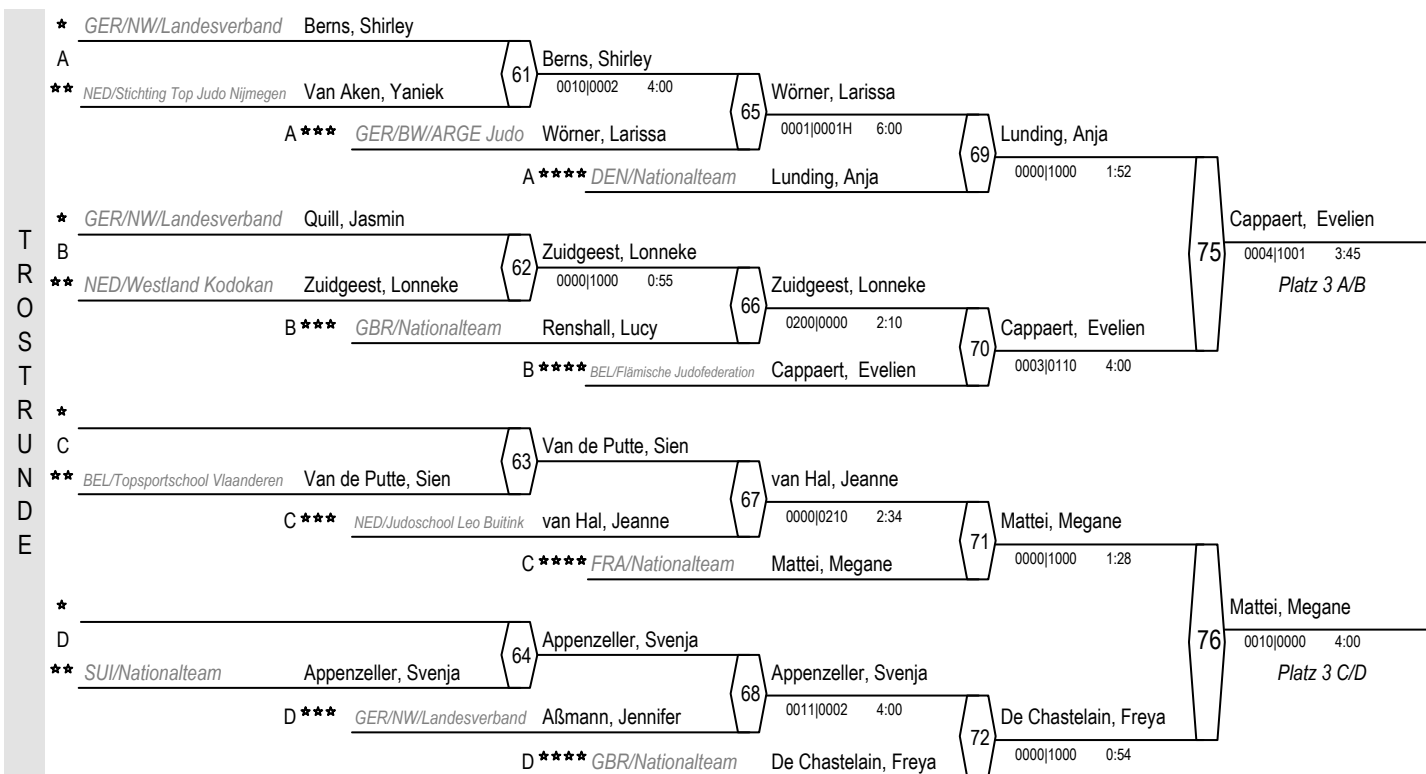 TROSTRUNDE
* GER/NW/Landesverband Berns, Shirley
A
** NED/Stichting Top Judo Nijmegen Van Aken, Yaniek
61
Berns, Shirley
0010|0002 4:00
A *** GER/BW/ARGE Judo Wörner, Larissa
65
Wörner, Larissa
0001|0001H 6:00
A **** DEN/Nationalteam Lunding, Anja
69
Lunding, Anja
0000|1000 1:52
* GER/NW/Landesverband Quill, Jasmin
B
** NED/Westland Kodokan Zuidgeest, Lonneke
62
Zuidgeest, Lonneke
0000|1000 0:55
B *** GBR/Nationalteam Renshall, Lucy
66
Zuidgeest, Lonneke
0200|0000 2:10
B **** BEL/Flämische Judofederation Cappaert, Evelien
70
Cappaert, Evelien
0003|0110 4:00
75
Cappaert, Evelien
0004|1001 3:45
Platz 3 A/B
*
C
** BEL/Topsportschool Vlaanderen Van de Putte, Sien
63
Van de Putte, Sien
C *** NED/Judoschool Leo Buitink van Hal, Jeanne
67
van Hal, Jeanne
0000|0210 2:34
C **** FRA/Nationalteam Mattei, Megane
71
Mattei, Megane
0000|1000 1:28
*
D
** SUI/Nationalteam Appenzeller, Svenja
64
Appenzeller, Svenja
D *** GER/NW/Landesverband Aßmann, Jennifer
68
Appenzeller, Svenja
0011|0002 4:00
D **** GBR/Nationalteam De Chastelain, Freya
72
De Chastelain, Freya
0000|1000 0:54
76
Mattei, Megane
0010|0000 4:00
Platz 3 C/D